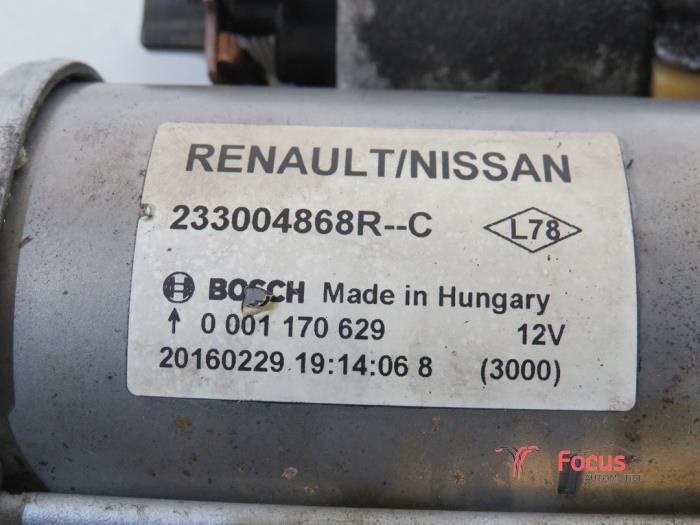 RENAULT/NISSAN
233004868R--C L78
BOSCH Made in Hungary
↑ 0 001 170 629 12V
20160229 19:14:06 8 (3000)
Focus
AUTOMOTIVE